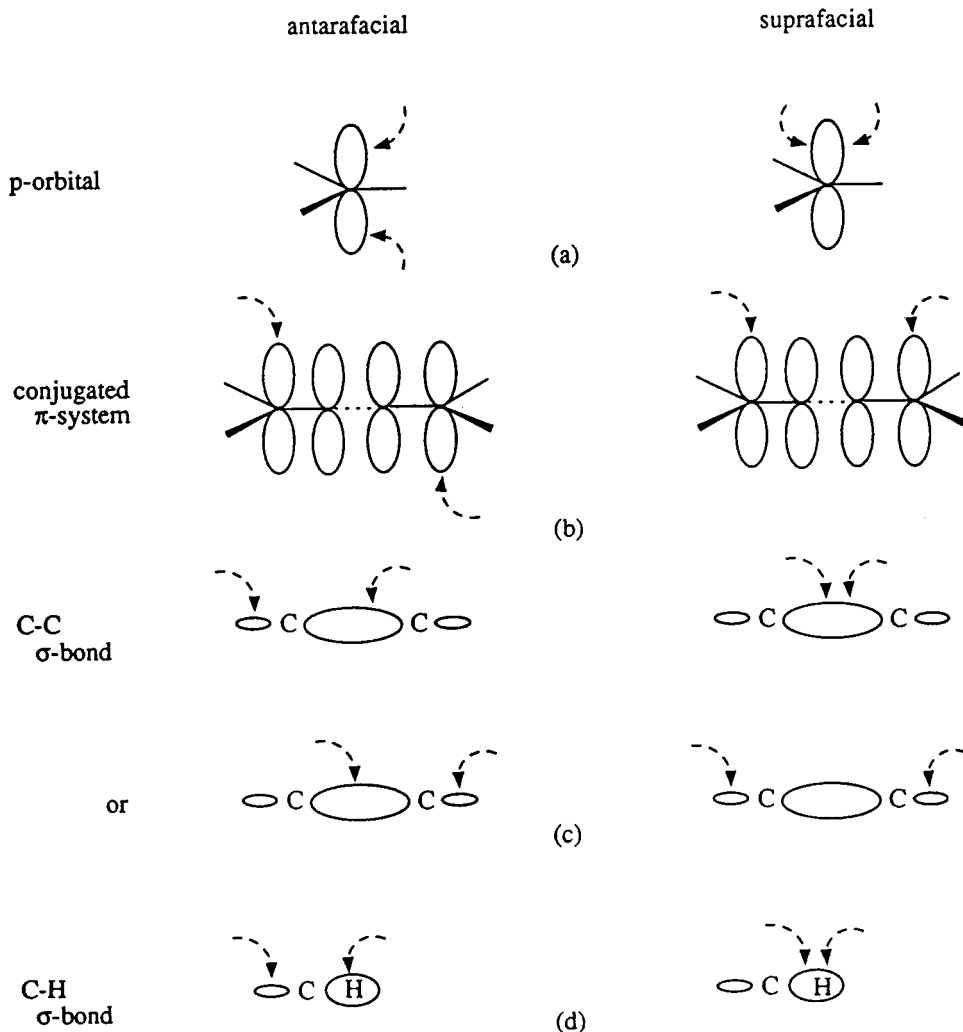 antarafacial
suprafacial
p-orbital
(a)
conjugated
π-system
(b)
C-C
σ-bond
C
C
C
C
or
C
C
C
C
(c)
C-H
σ-bond
C
H
C
H
(d)